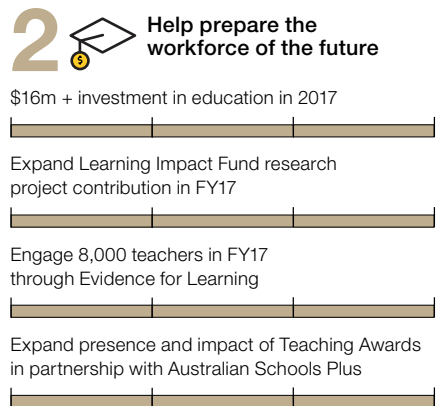 2
Help prepare the
workforce of the future
$
$16m + investment in education in 2017
Expand Learning Impact Fund research
project contribution in FY17
Engage 8,000 teachers in FY17
through Evidence for Learning
Expand presence and impact of Teaching Awards
in partnership with Australian Schools Plus